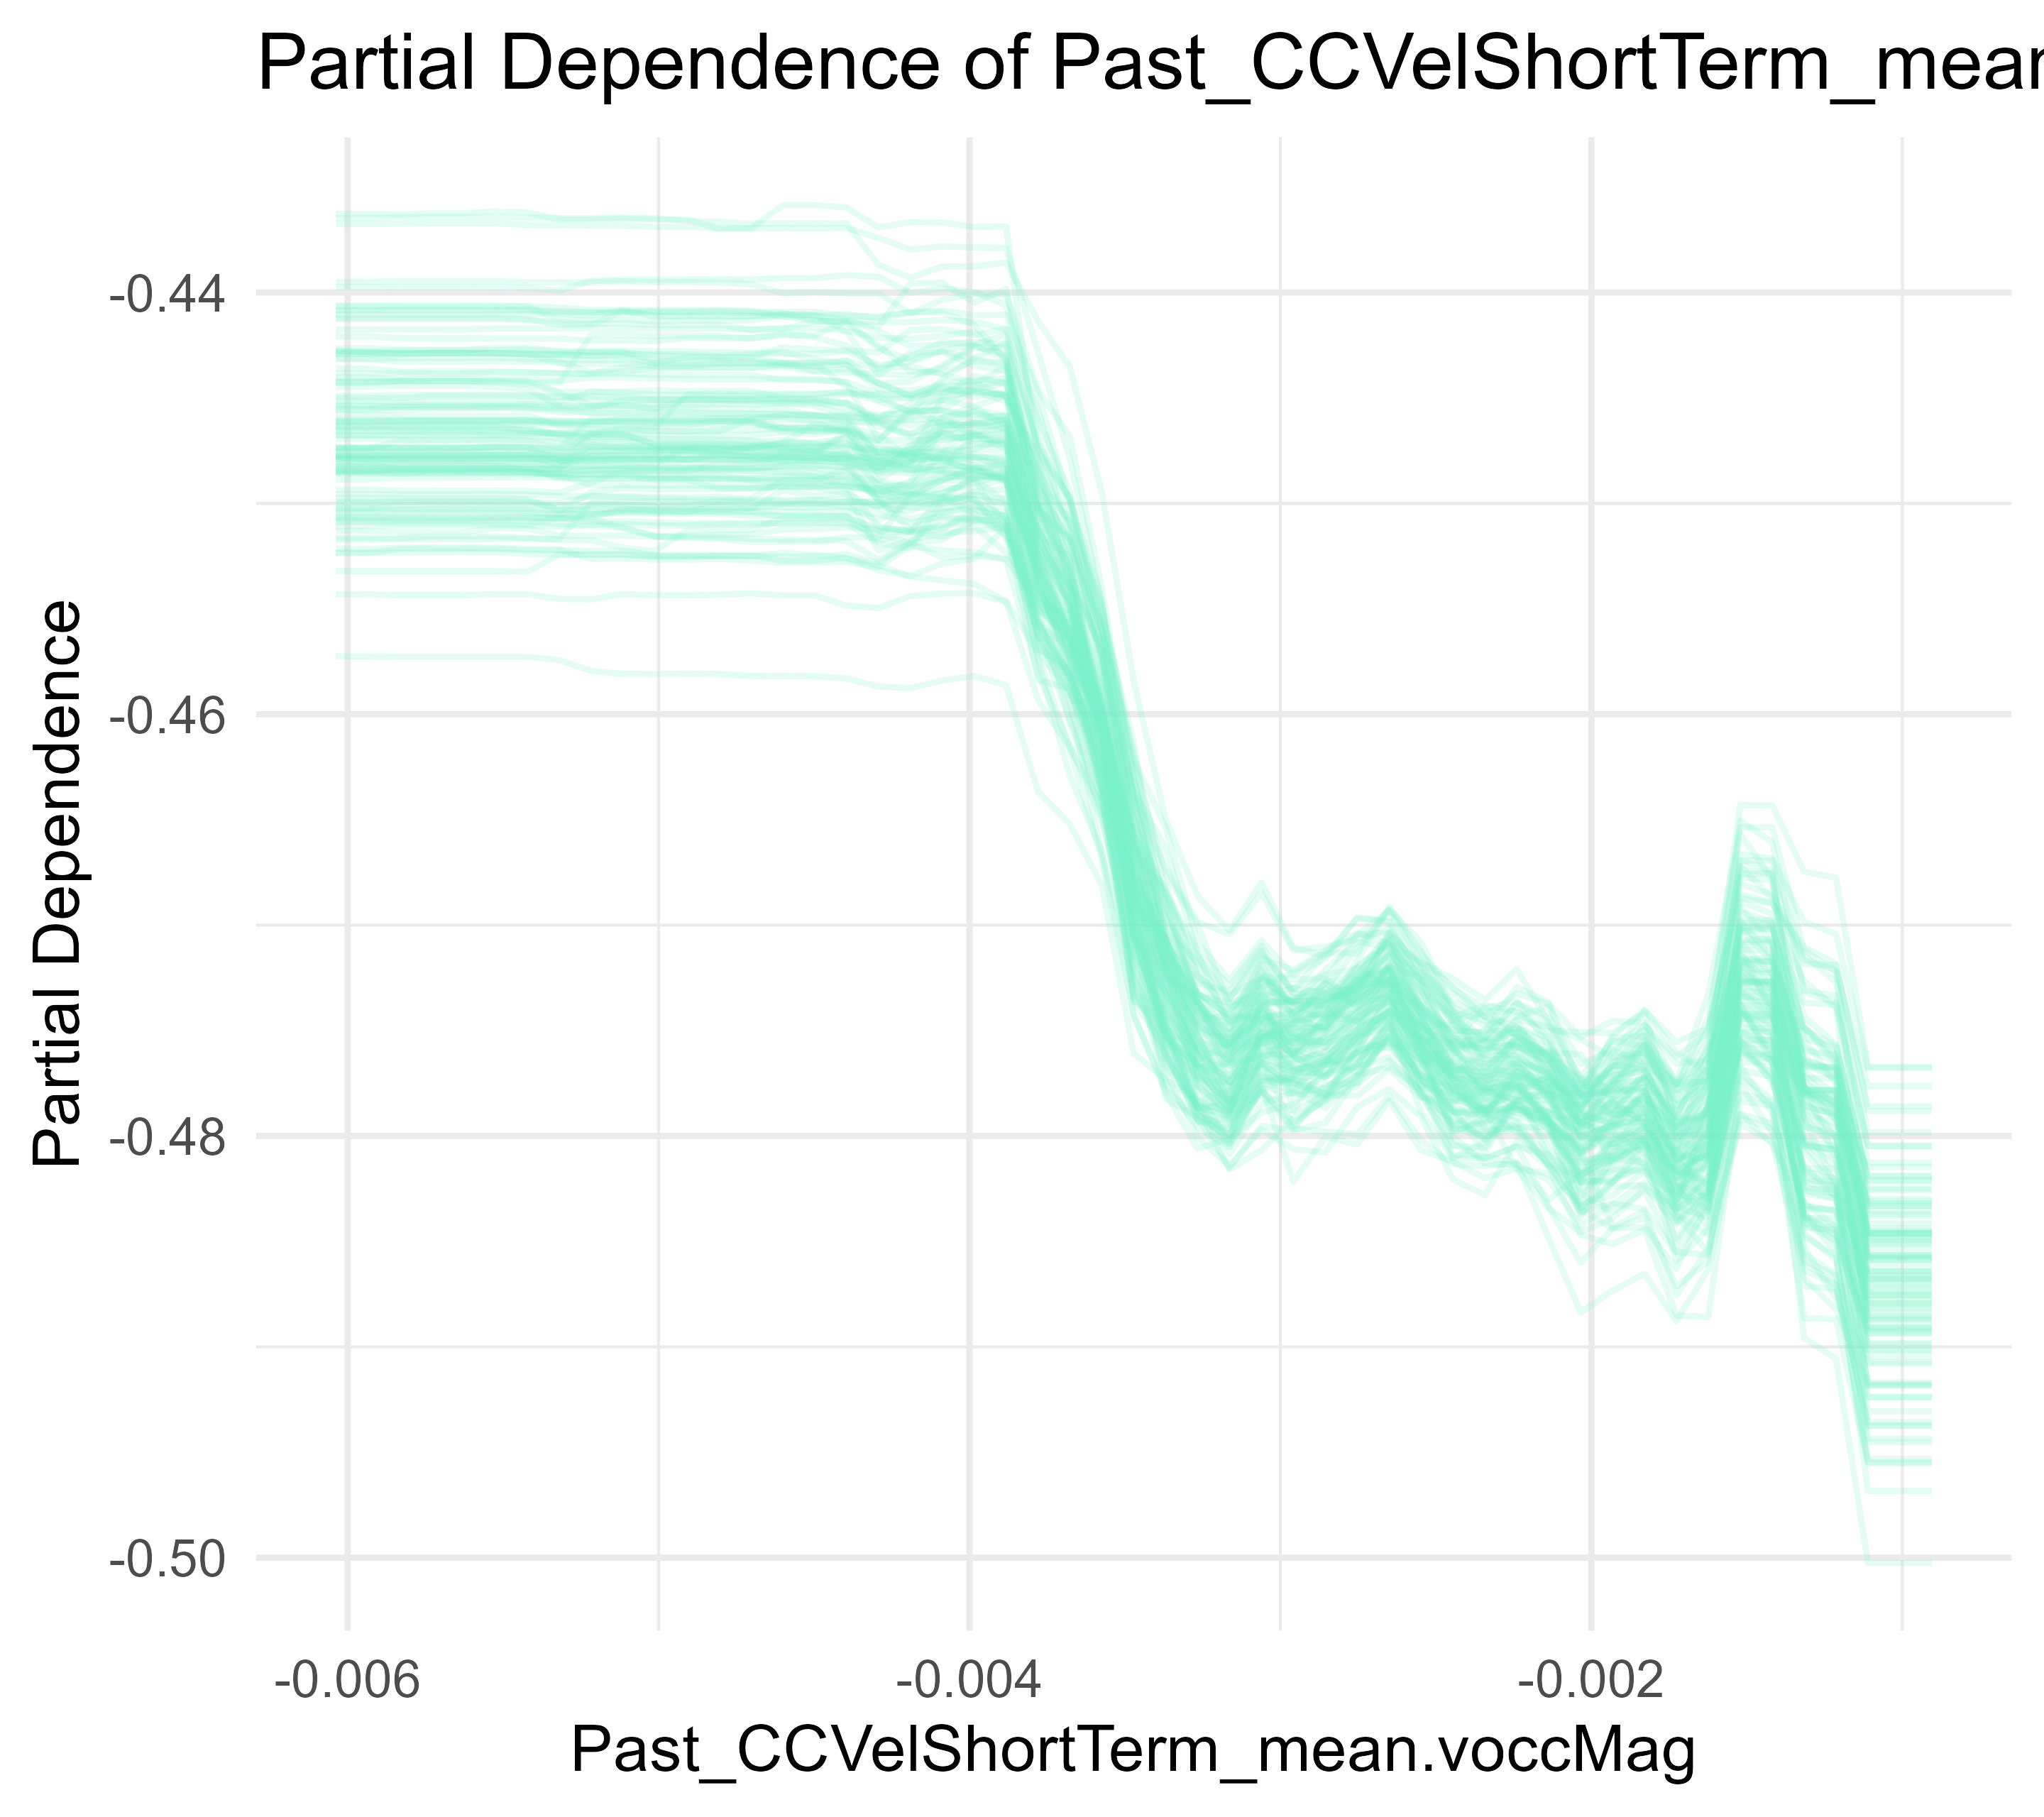 Partial Dependence of Past_CCVelShortTerm_mean
-0.44
-0.46
-0.48
-0.50
Partial Dependence
-0.006
-0.004
-0.002
Past_CCVelShortTerm_mean.voccMag